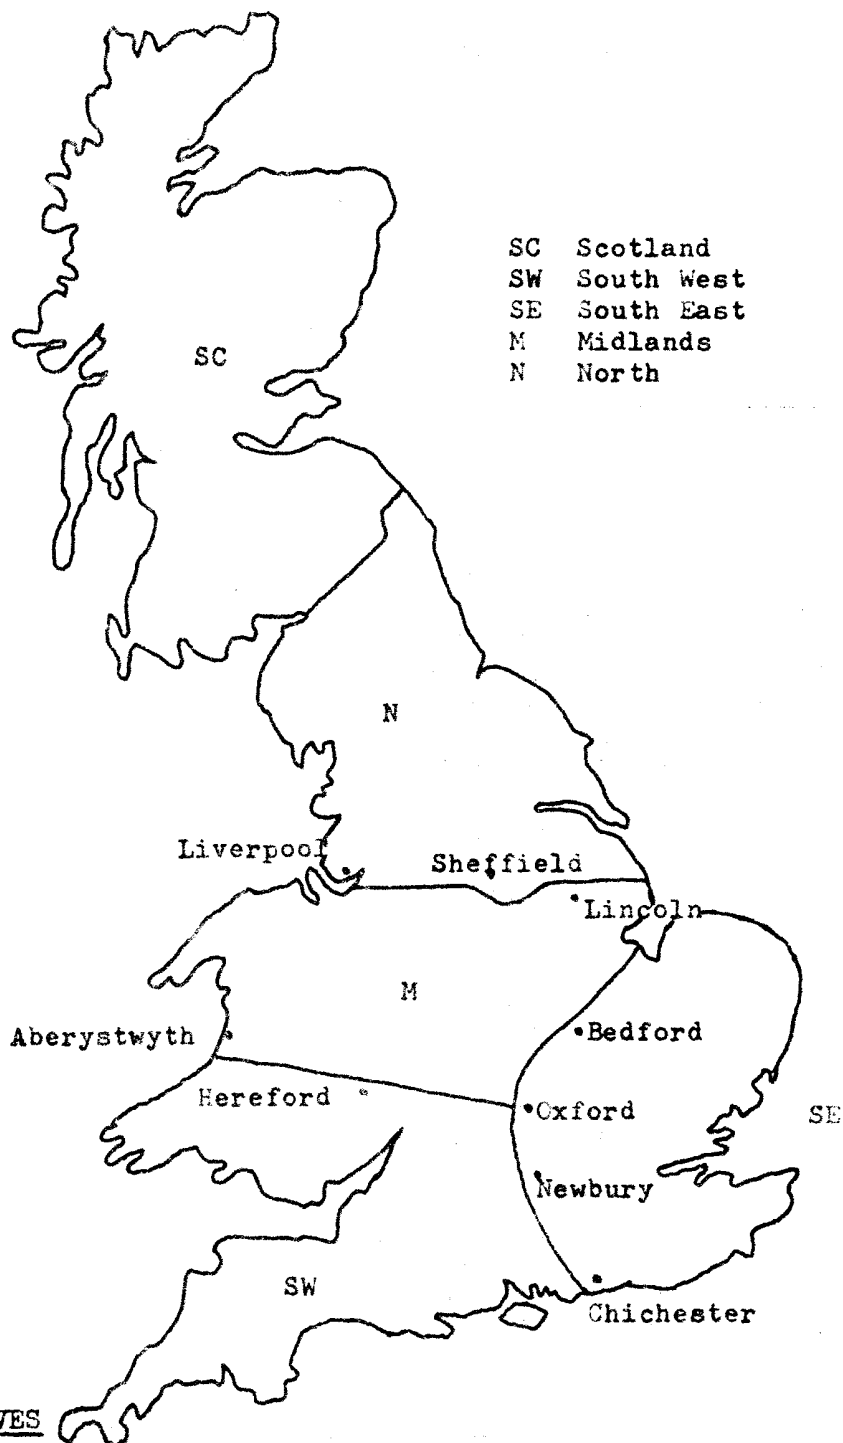 SC Scotland
SW South West
SE South East
M Midlands
N North
SC
N
Liverpool
Sheffield
Lincoln
M
Aberystwyth
Bedford
Hereford
Oxford
SE
Newbury
SW
Chichester